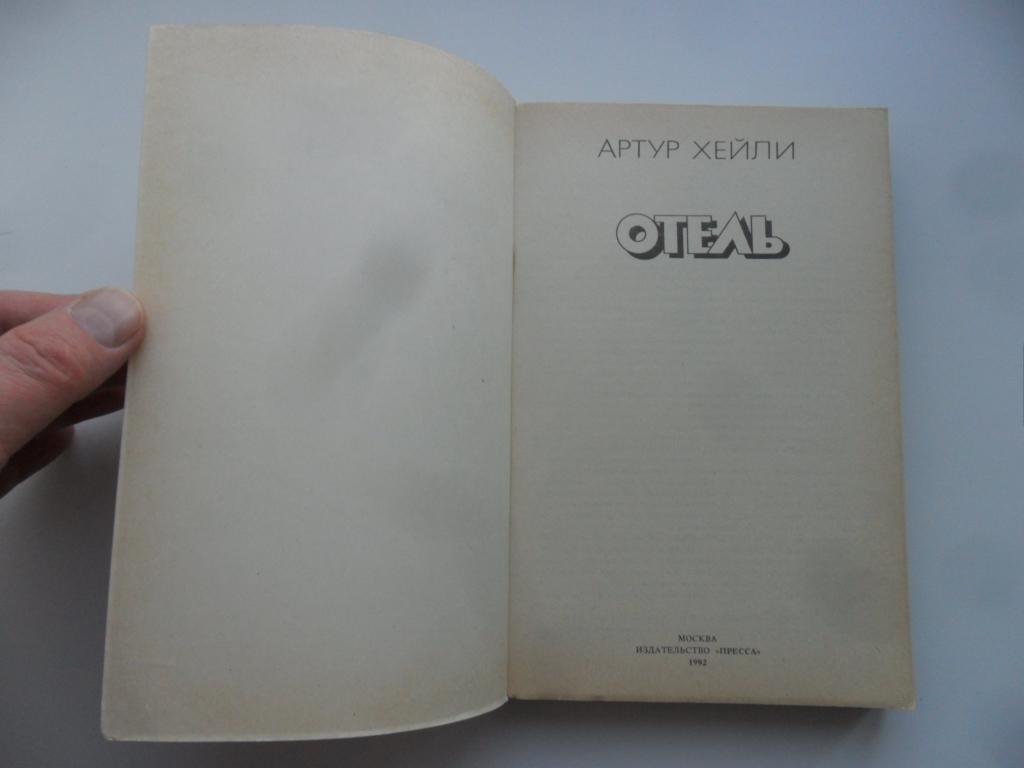 АРТУР ХЕЙЛИ
ОТЕЛЬ
МОСКВА
ИЗДАТЕЛЬСТВО «ПРЕССА»
1992